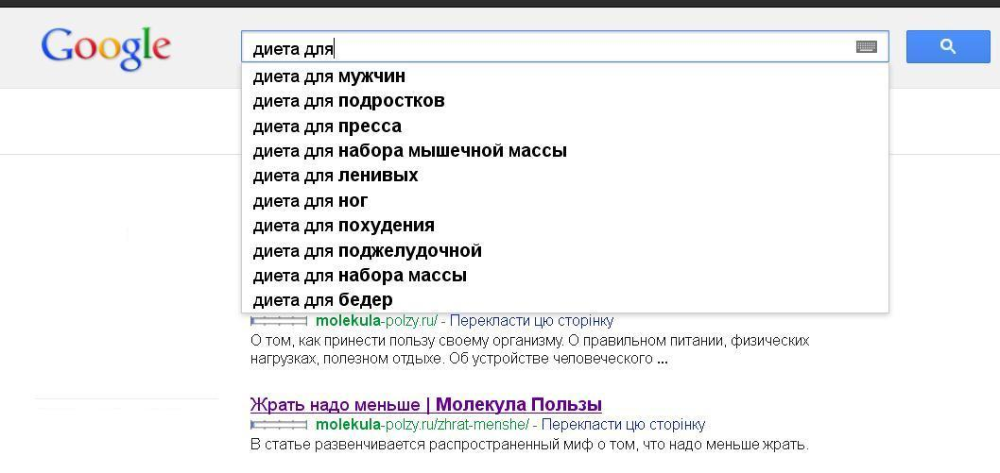 Google
диета для
диета для мужчин
диета для подростков
диета для пресса
диета для набора мышечной массы
диета для ленивых
диета для ног
диета для похудения
диета для поджелудочной
диета для набора массы
диета для бедер
molekula-polzy.ru/ - Перекласти цю сторінку
О том, как принести пользу своему организму. О правильном питании, физических
нагрузках, полезном отдыхе. Об устройстве человеческого ...
Жрать надо меньше | Молекула Пользы
molekula-polzy.ru/zhrat-menshe/ - Перекласти цю сторінку
В статье развенчивается распространенный миф о том, что надо меньше жрать.